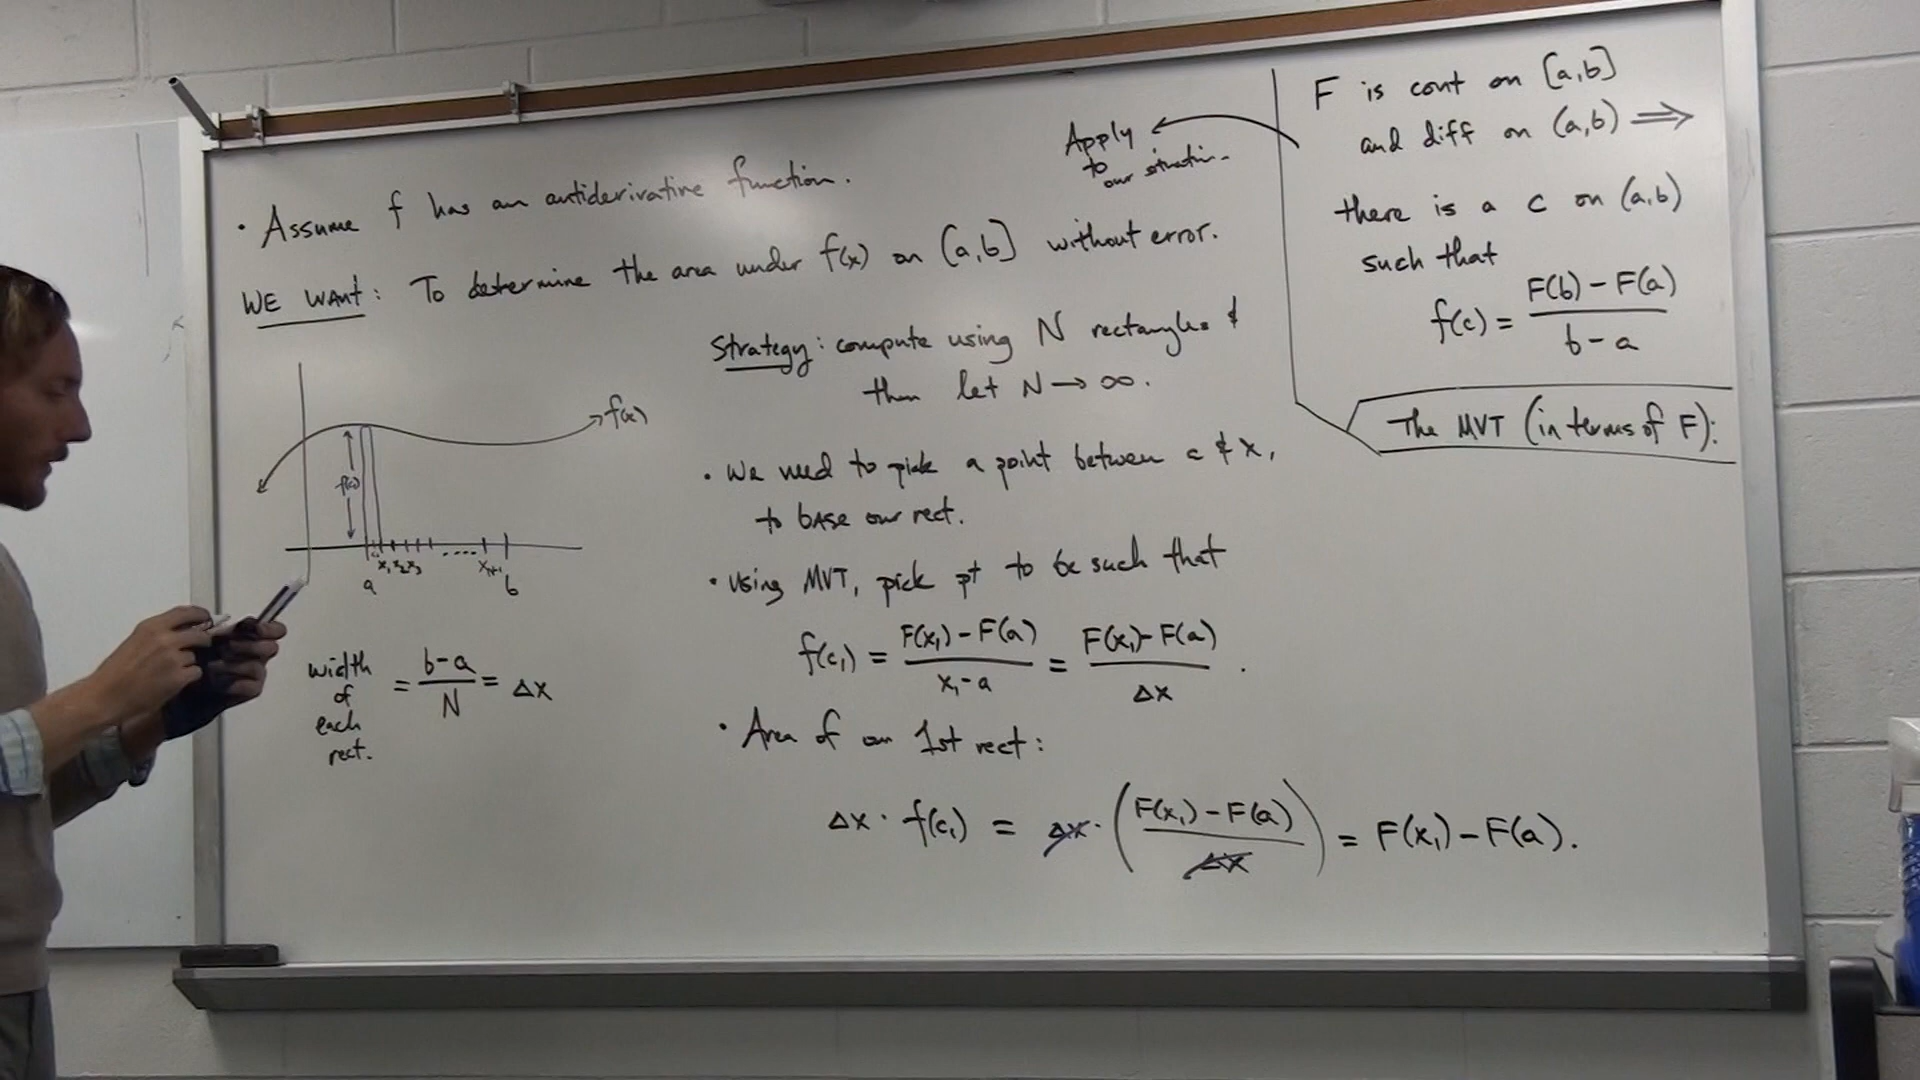 • Assume f has an antiderivative function.
WE WANT: To determine the area under f(x) on [a,b] without error.
Strategy: compute using N rectangles &
then let N → ∞.
f(x)
a
x₁ x₂ x₃
b
width
of
each
rect.
= b-a / N = Δx
• We need to pick a point between a & x,
to bASE our rect.
• Using MVT, pick pt to be such that
f(c₁) = F(x₁) - F(a) / x₁-a = F(x₁) - F(a) / Δx .
• Area of our 1st rect:
Δx · f(c₁) = Δx · ( F(x₁) - F(a) / Δx ) = F(x₁) - F(a).
Apply
to
our situation.
F is cont on [a,b]
and diff on (a,b) ⟹
there is a c on (a,b)
such that
f(c) = F(b) - F(a) / b - a
The MVT (in terms of F):